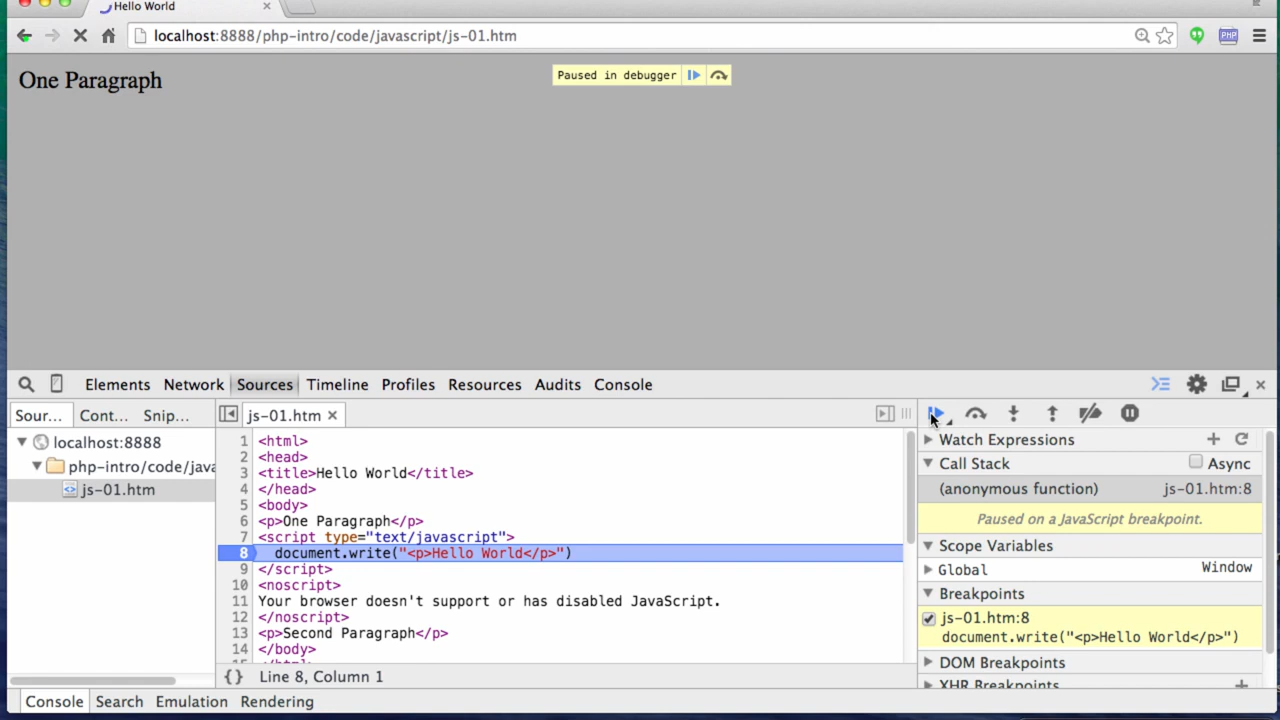 Hello World
localhost:8888/php-intro/code/javascript/js-01.htm
PHP
One Paragraph
Paused in debugger
Elements Network Sources Timeline Profiles Resources Audits Console
Sour... Cont... Snip...
js-01.htm
localhost:8888
php-intro/code/java
js-01.htm
1 <html>
2 <head>
3 <title>Hello World</title>
4 </head>
5 <body>
6 <p>One Paragraph</p>
7 <script type="text/javascript">
8 document.write("<p>Hello World</p>")
9 </script>
10 <noscript>
11 Your browser doesn't support or has disabled JavaScript.
12 </noscript>
13 <p>Second Paragraph</p>
14 </body>
15 </html>
{} Line 8, Column 1
Watch Expressions
Call Stack Async
(anonymous function) js-01.htm:8
Paused on a JavaScript breakpoint.
Scope Variables
Global Window
Breakpoints
js-01.htm:8
document.write("<p>Hello World</p>")
DOM Breakpoints
XHR Breakpoints
Console Search Emulation Rendering